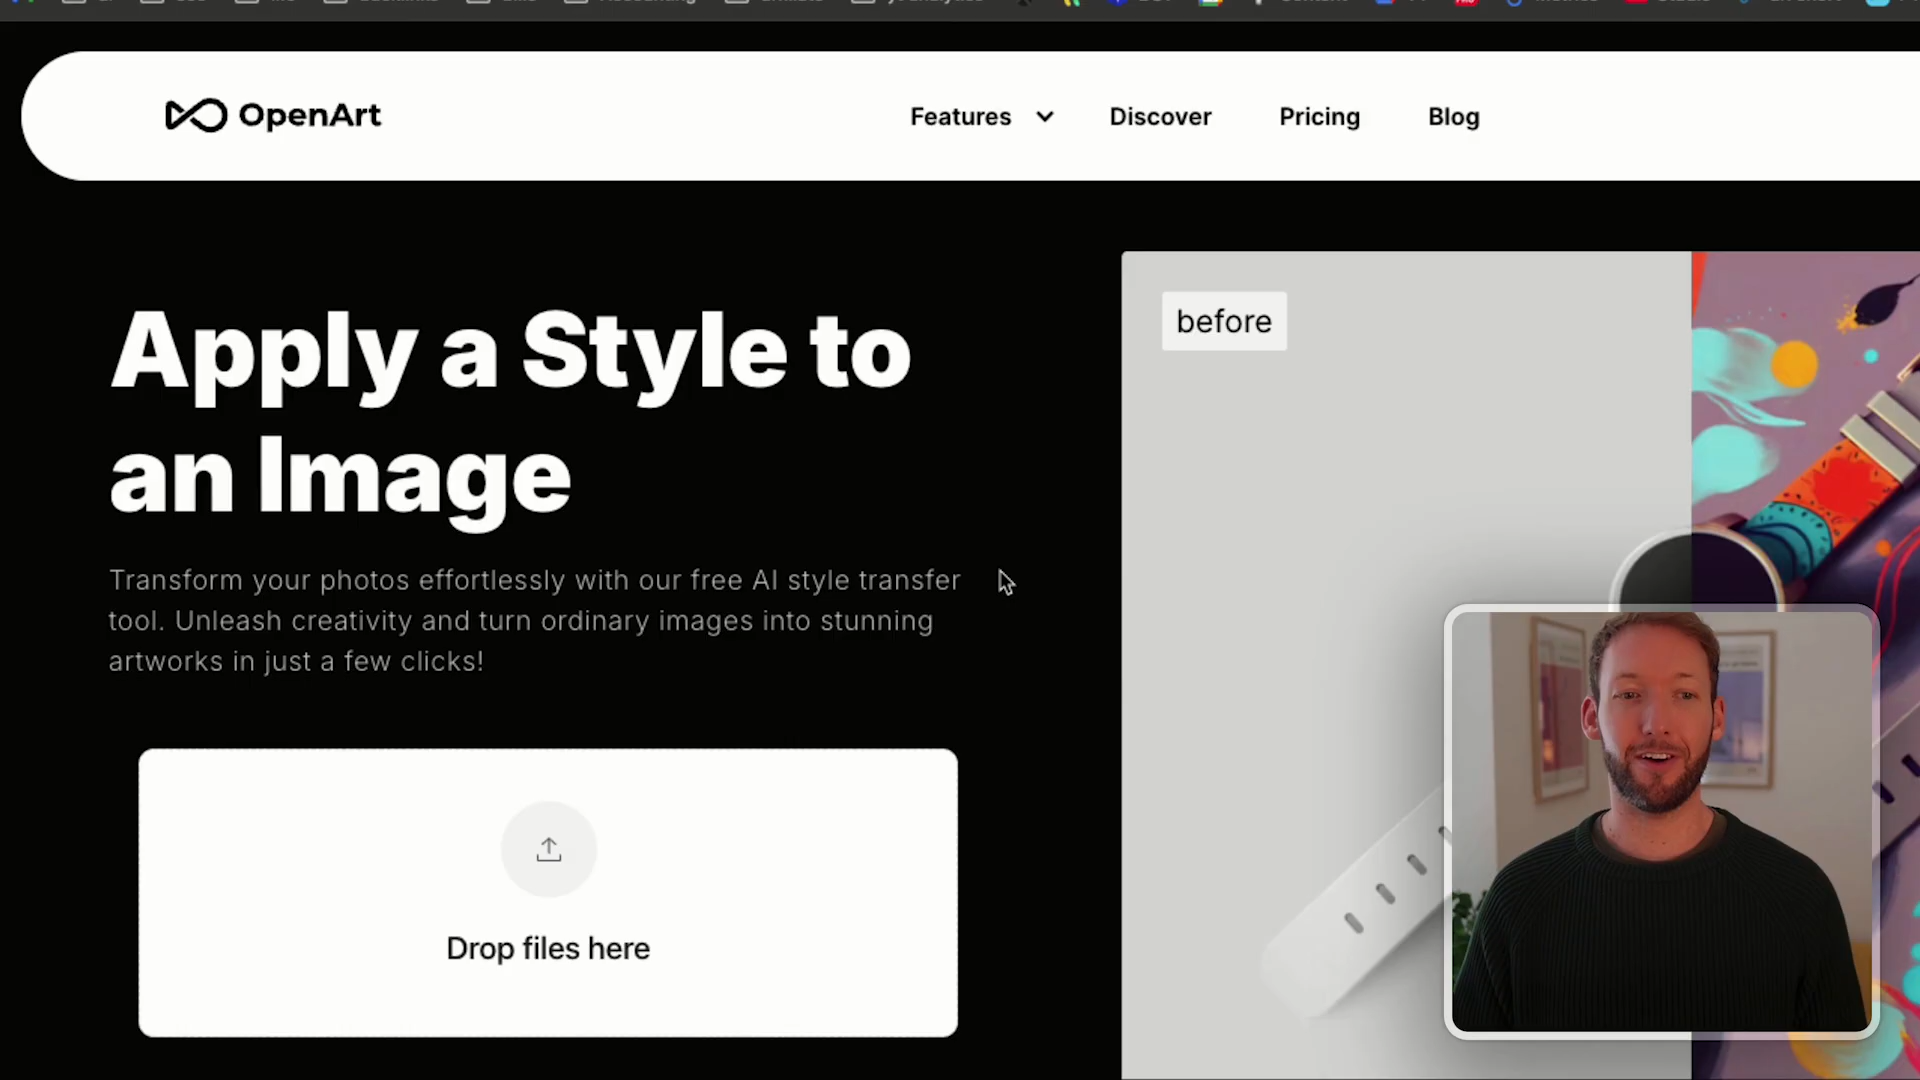 OpenArt
Features
Discover
Pricing
Blog
Apply a Style to
an Image
before
Transform your photos effortlessly with our free AI style transfer
tool. Unleash creativity and turn ordinary images into stunning
artworks in just a few clicks!
Drop files here